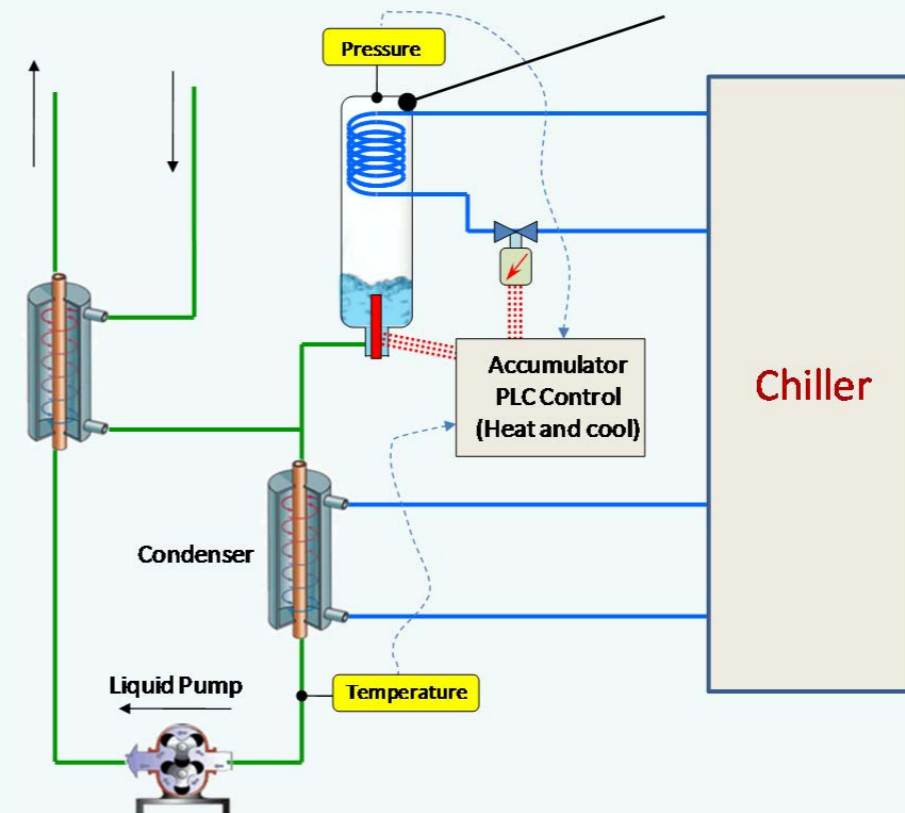 Pressure
Accumulator
PLC Control
(Heat and cool)
Chiller
Condenser
Liquid Pump
Temperature